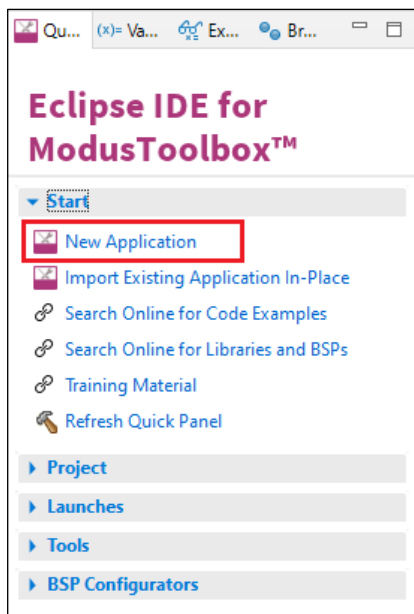 Qu... (x)= Va... Ex... Br...
Eclipse IDE for
ModusToolbox™
Start
New Application
Import Existing Application In-Place
Search Online for Code Examples
Search Online for Libraries and BSPs
Training Material
Refresh Quick Panel
Project
Launches
Tools
BSP Configurators